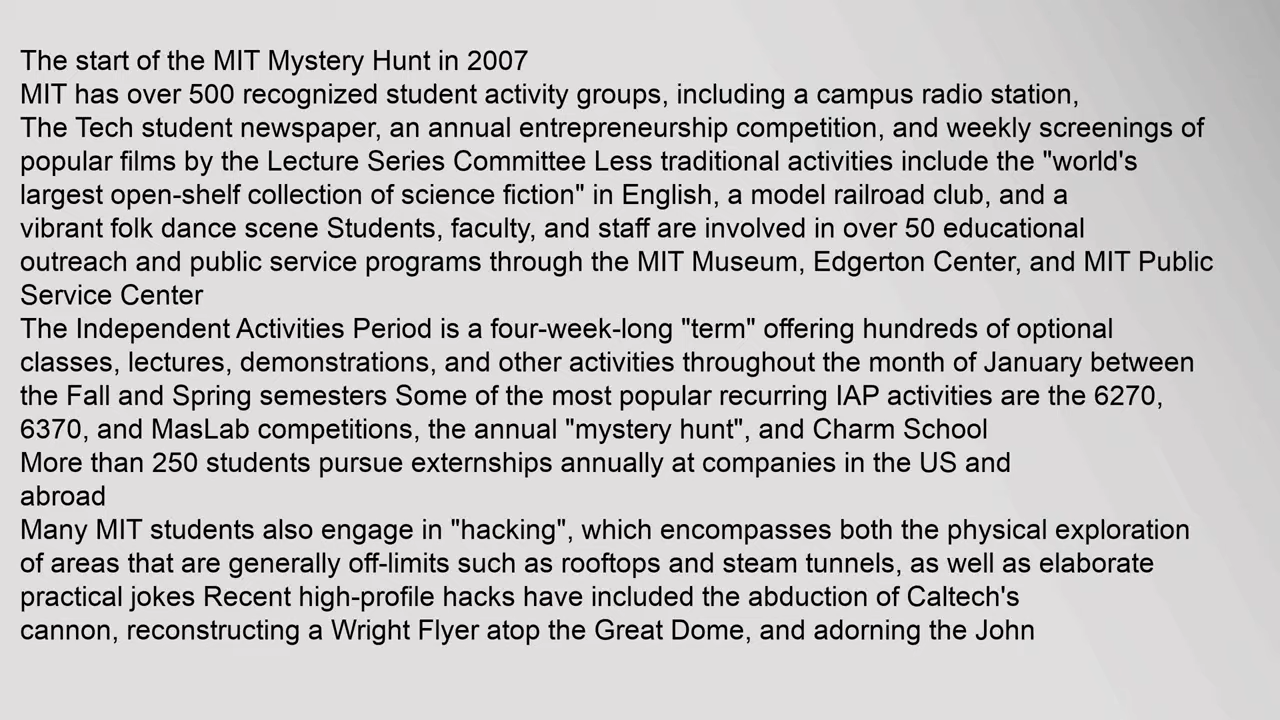 The start of the MIT Mystery Hunt in 2007
MIT has over 500 recognized student activity groups, including a campus radio station,
The Tech student newspaper, an annual entrepreneurship competition, and weekly screenings of
popular films by the Lecture Series Committee Less traditional activities include the "world's
largest open-shelf collection of science fiction" in English, a model railroad club, and a
vibrant folk dance scene Students, faculty, and staff are involved in over 50 educational
outreach and public service programs through the MIT Museum, Edgerton Center, and MIT Public
Service Center
The Independent Activities Period is a four-week-long "term" offering hundreds of optional
classes, lectures, demonstrations, and other activities throughout the month of January between
the Fall and Spring semesters Some of the most popular recurring IAP activities are the 6270,
6370, and MasLab competitions, the annual "mystery hunt", and Charm School
More than 250 students pursue externships annually at companies in the US and
abroad
Many MIT students also engage in "hacking", which encompasses both the physical exploration
of areas that are generally off-limits such as rooftops and steam tunnels, as well as elaborate
practical jokes Recent high-profile hacks have included the abduction of Caltech's
cannon, reconstructing a Wright Flyer atop the Great Dome, and adorning the John